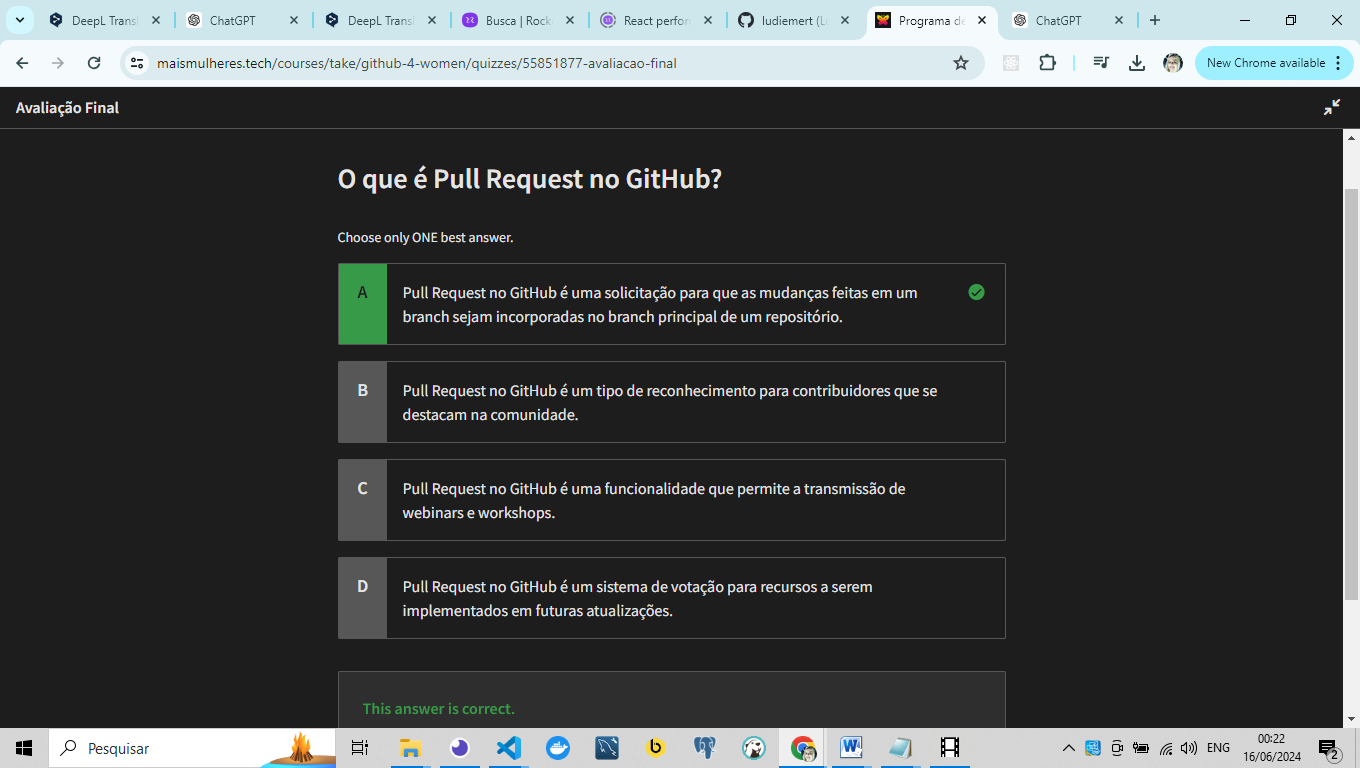 DeepL Transl
ChatGPT
DeepL Transl
Busca | Rock
React perfor
ludiemert (L
Programa de
ChatGPT
maismulheres.tech/courses/take/github-4-women/quizzes/55851877-avaliacao-final
New Chrome available
Avaliação Final
O que é Pull Request no GitHub?
Choose only ONE best answer.
A
Pull Request no GitHub é uma solicitação para que as mudanças feitas em um
branch sejam incorporadas no branch principal de um repositório.
B
Pull Request no GitHub é um tipo de reconhecimento para contribuidores que se
destacam na comunidade.
C
Pull Request no GitHub é uma funcionalidade que permite a transmissão de
webinars e workshops.
D
Pull Request no GitHub é um sistema de votação para recursos a serem
implementados em futuras atualizações.
This answer is correct.
Pesquisar
ENG
00:22
16/06/2024
2